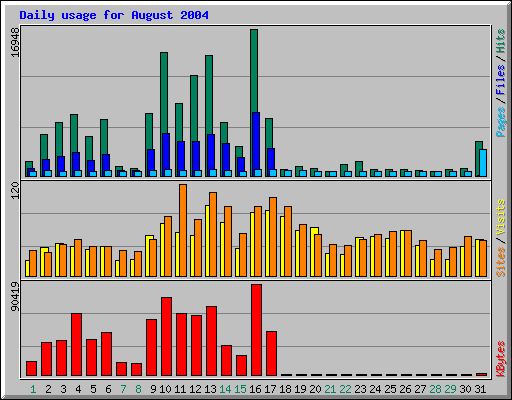 Daily usage for August 2004
16948
Pages / Files / Hits
120
Sites / Visits
90419
KBytes
1 2 3 4 5 6 7 8 9 10 11 12 13 14 15 16 17 18 19 20 21 22 23 24 25 26 27 28 29 30 31